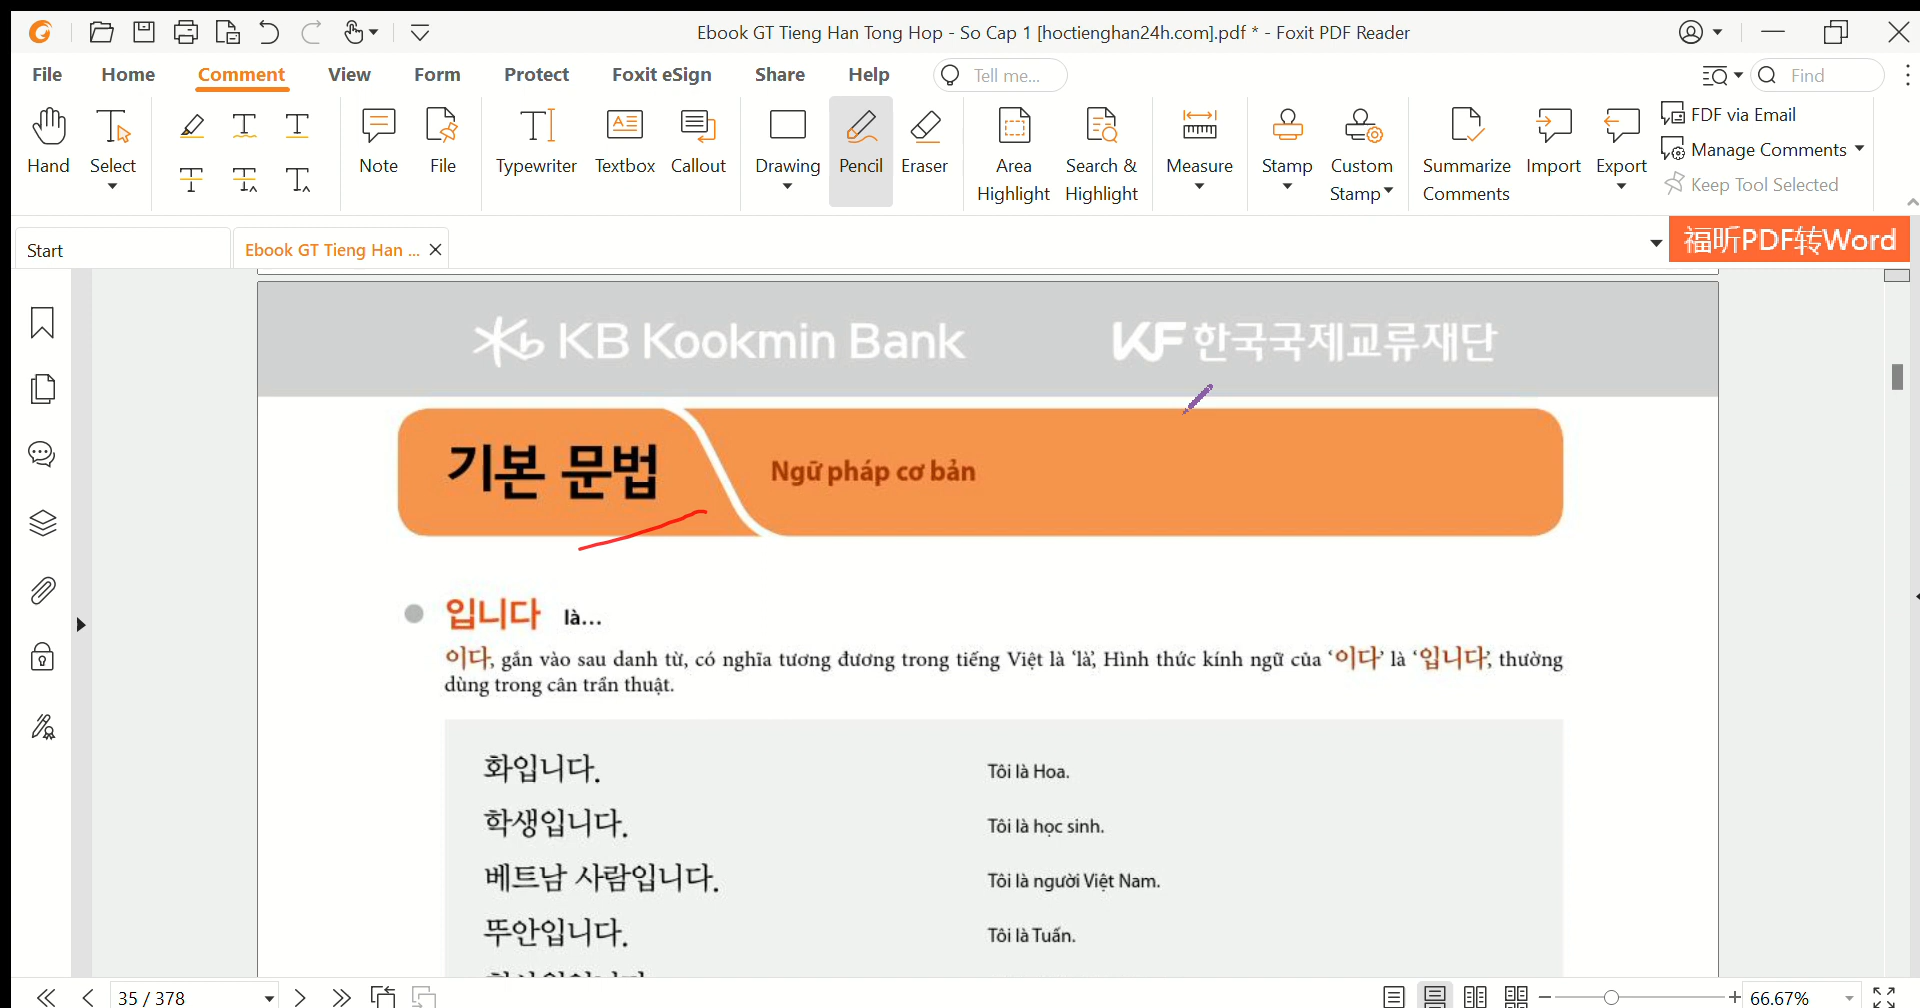 Ebook GT Tieng Han Tong Hop - So Cap 1 [hoctienghan24h.com].pdf * - Foxit PDF Reader
File Home Comment View Form Protect Foxit eSign Share Help Tell me... Find
Hand Select Note File Typewriter Textbox Callout Drawing Pencil Eraser Area Highlight Search & Highlight Measure Stamp Custom Stamp Summarize Comments Import Export
FDF via Email
Manage Comments
Keep Tool Selected
Start Ebook GT Tieng Han ... 福昕PDF转Word
KB Kookmin Bank KF 한국국제교류재단
기본 문법 Ngữ pháp cơ bản
입니다 là...
이다, gắn vào sau danh từ, có nghĩa tương đương trong tiếng Việt là ‘là’, Hình thức kính ngữ của ‘이다’ là ‘입니다’, thường
dùng trong cân trần thuật.
화입니다. Tôi là Hoa.
학생입니다. Tôi là học sinh.
베트남 사람입니다. Tôi là người Việt Nam.
뚜안입니다. Tôi là Tuấn.
35 / 378 66.67%